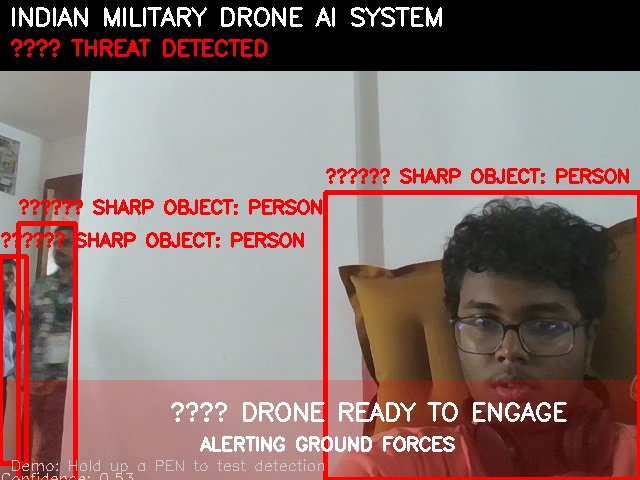 INDIAN MILITARY DRONE AI SYSTEM
???? THREAT DETECTED
?????? SHARP OBJECT: PERSON
?????? SHARP OBJECT: PERSON
?????? SHARP OBJECT: PERSON
???? DRONE READY TO ENGAGE
ALERTING GROUND FORCES
Demo: Hold up a PEN to test detection
Confidence: 0.53